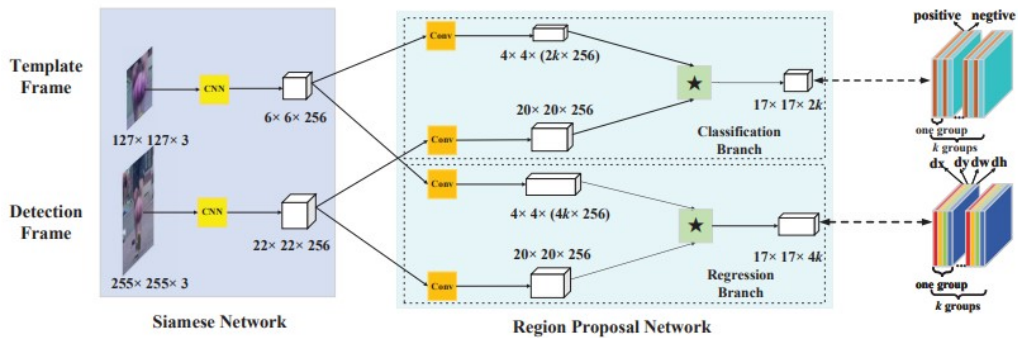 Template
Frame
127× 127× 3
CNN
6× 6× 256
Detection
Frame
255× 255× 3
CNN
22× 22× 256
Siamese Network
Conv
4× 4× (2k× 256)
Conv
20× 20× 256
★
17× 17× 2k
Classification
Branch
Conv
4× 4× (4k× 256)
Conv
20× 20× 256
★
17× 17× 4k
Regression
Branch
Region Proposal Network
positive negtive
...
one group
k groups
dx dy dw dh
...
one group
k groups